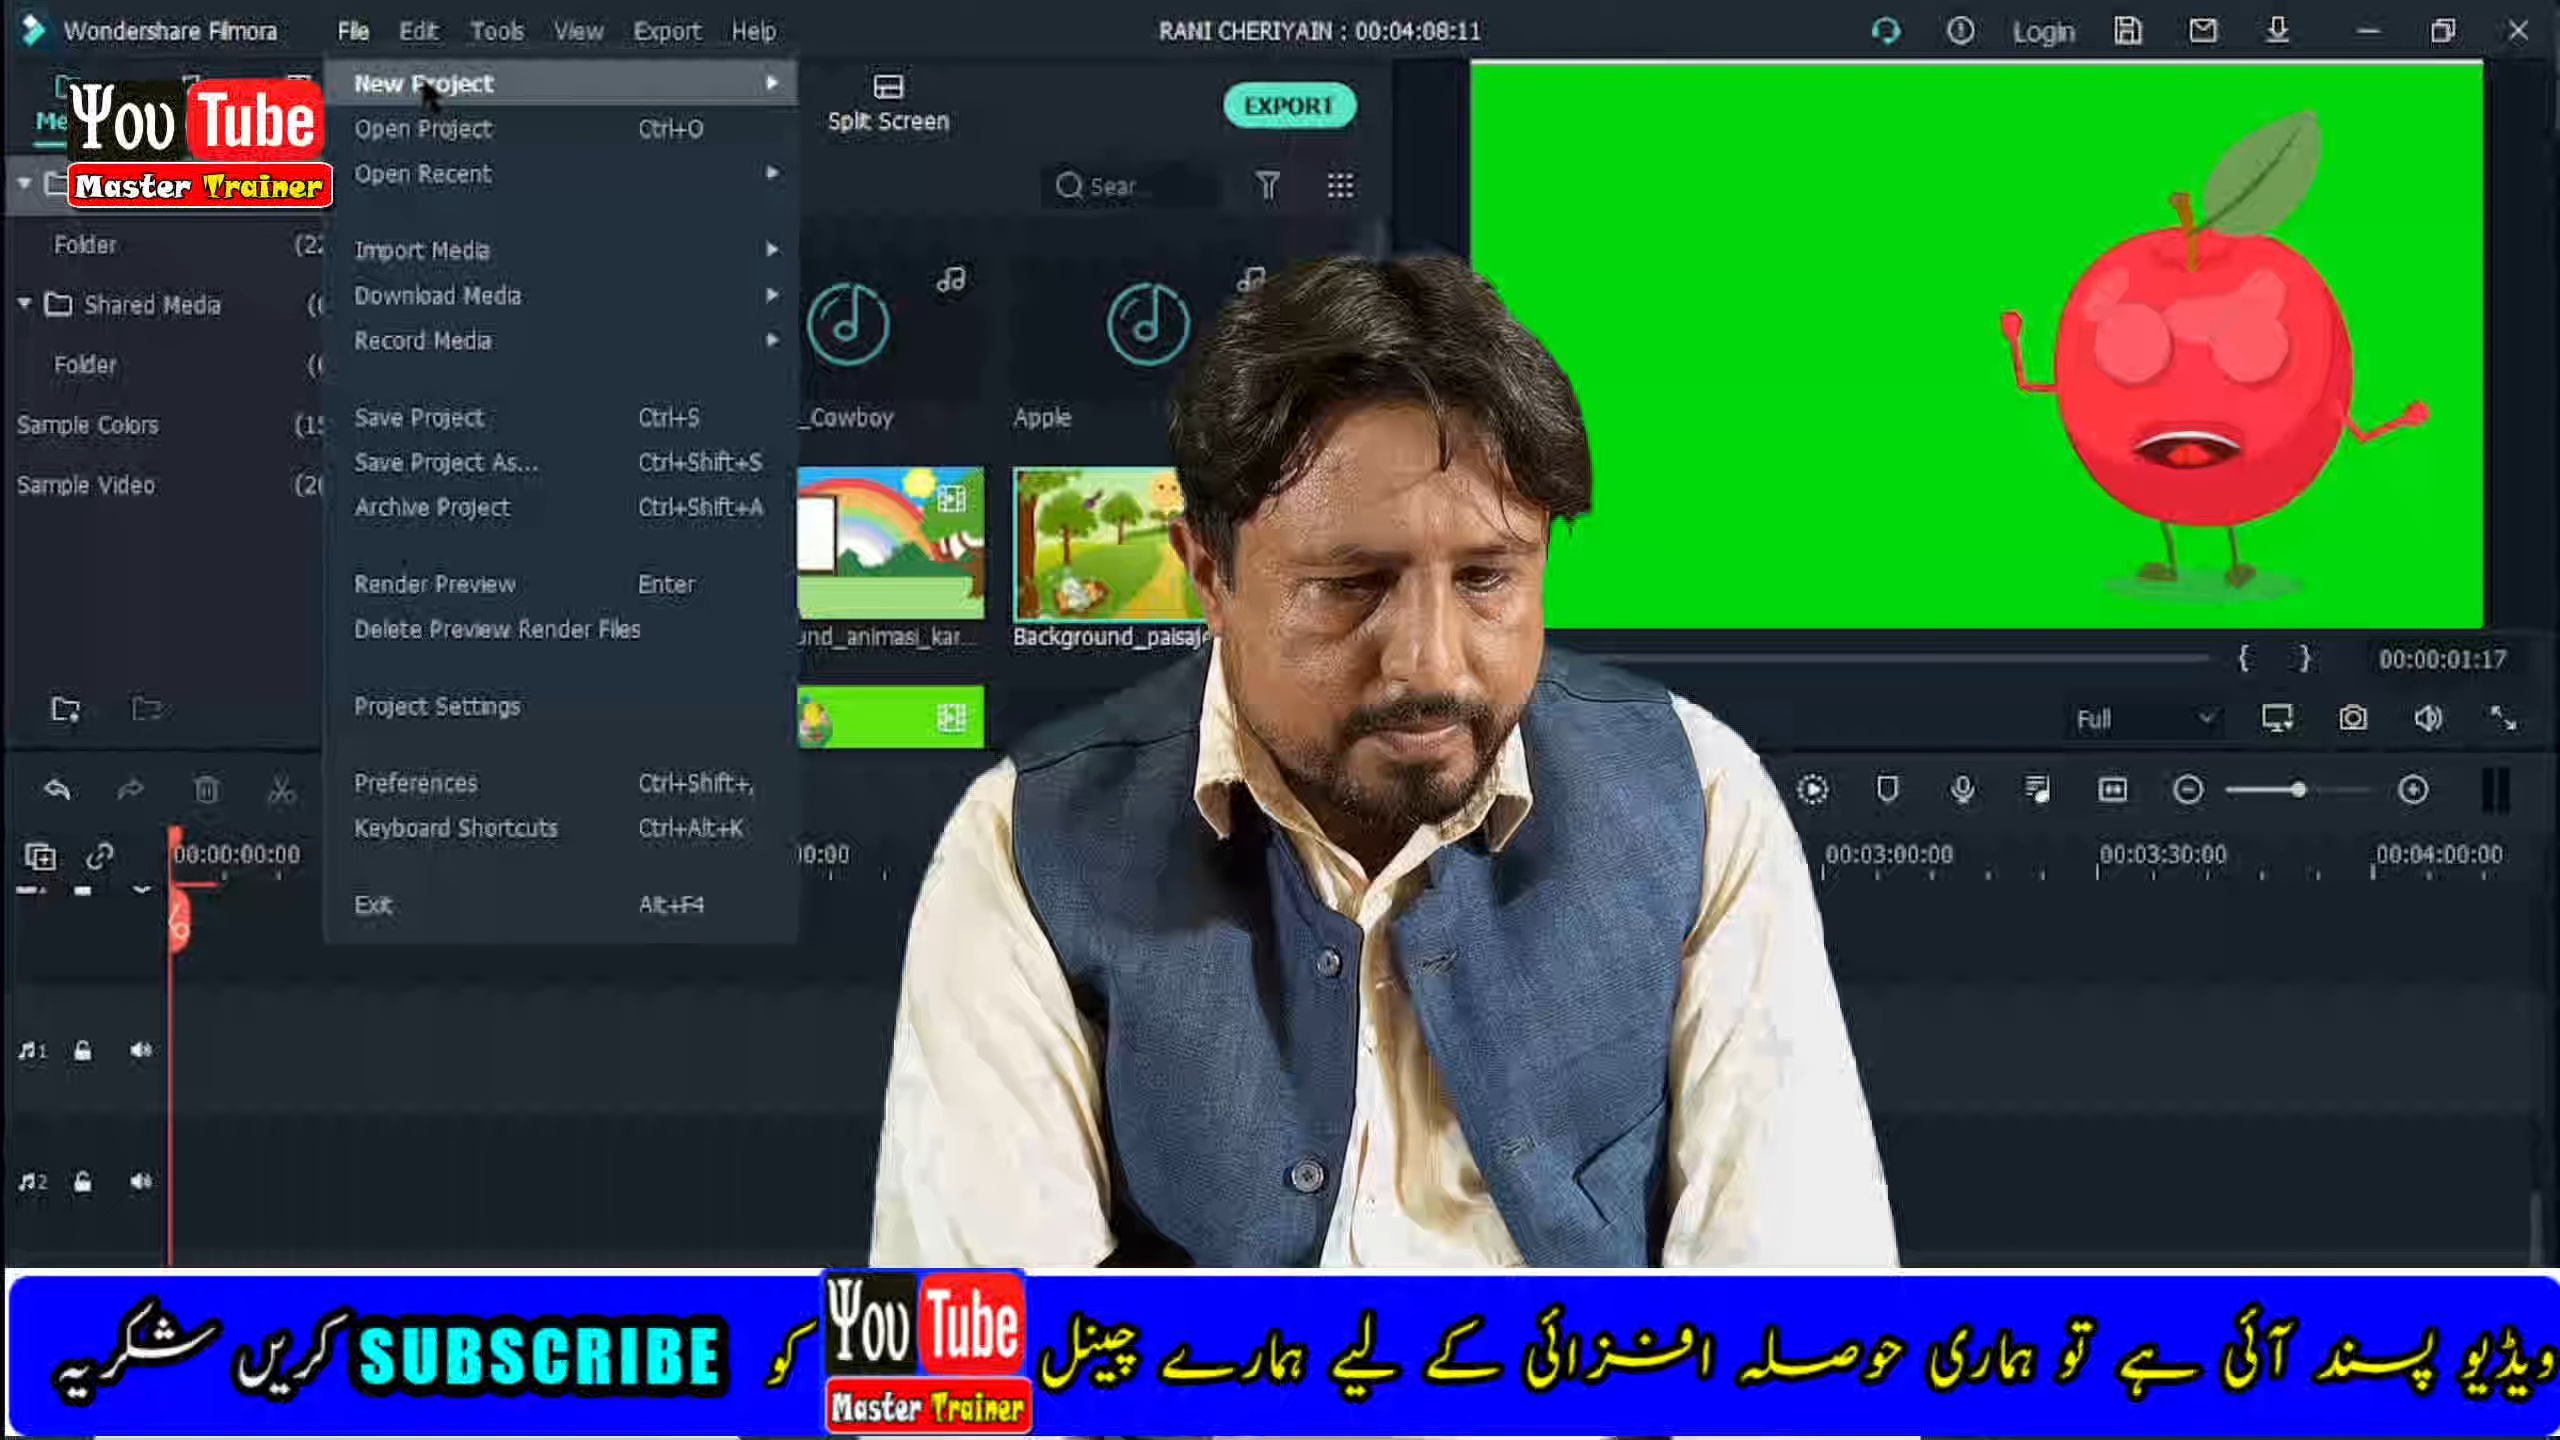 Wondershare Filmora File Edit Tools View Export Help RANI CHERIYAIN : 00:04:08:11 Login
You Tube
Master Trainer
New Project
Open Project Ctrl+O
Open Recent
Import Media
Download Media
Record Media
Save Project Ctrl+S
Save Project As... Ctrl+Shift+S
Archive Project Ctrl+Shift+A
Render Preview Enter
Delete Preview Render Files
Project Settings
Preferences Ctrl+Shift+,
Keyboard Shortcuts Ctrl+Alt+K
Exit Alt+F4
Split Screen
EXPORT
Folder
Shared Media
Folder
Sample Colors
Sample Video
_Cowboy Apple
und_animasi_kar... Background_paisaje
{ } 00:00:01:17
Full
00:00:00:00 00:03:00:00 00:03:30:00 00:04:00:00
1
2
ویڈیو پسند آئی ہے تو ہماری حوصلہ افزائی کے لیے ہمارے چینل You Tube Master Trainer کو SUBSCRIBE کریں شکریہ